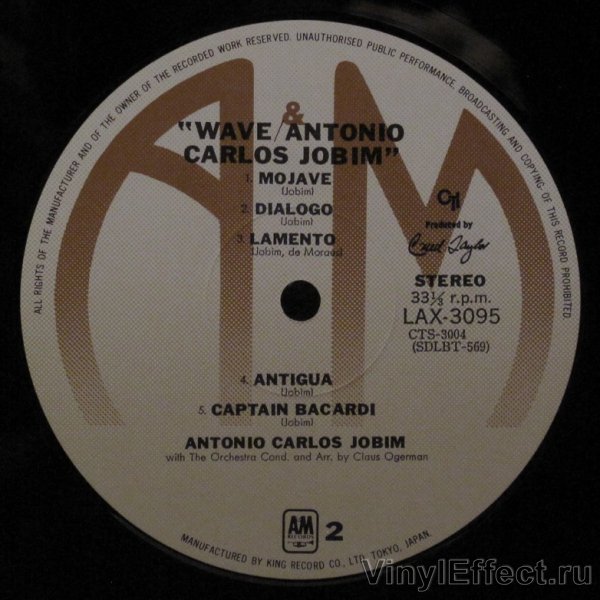 ALL RIGHTS OF THE MANUFACTURER AND OF THE OWNER OF THE RECORDED WORK RESERVED. UNAUTHORISED PUBLIC PERFORMANCE, BROADCASTING AND COPYING OF THIS RECORD PROHIBITED.
&
"WAVE/ANTONIO
CARLOS JOBIM"
1. MOJAVE
(Jobim)
2. DIALOGO
(Jobim)
3. LAMENTO
(Jobim, de Moraes)
CTi
Produced by
Creed Taylor
STEREO
33⅓ r.p.m.
LAX-3095
CTS-3004
(SDLBT-569)
4. ANTIGUA
(Jobim)
5. CAPTAIN BACARDI
(Jobim)
ANTONIO CARLOS JOBIM
with The Orchestra Cond. and Arr. by Claus Ogerman
AM
RECORDS
2
MANUFACTURED BY KING RECORD CO., LTD. TOKYO, JAPAN.
VinylEffect.ru